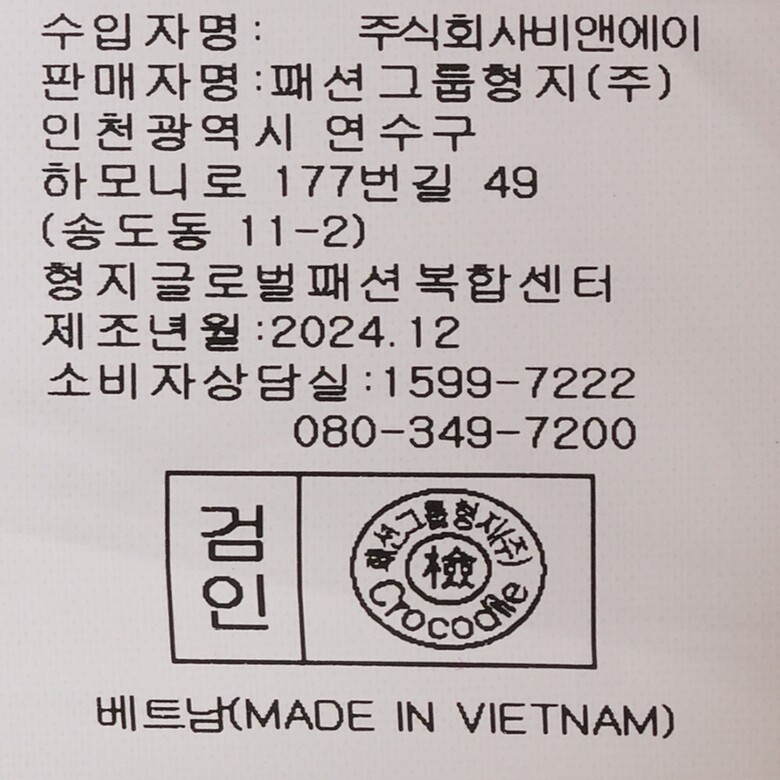 수입자명: 주식회사비앤에이
판매자명:패션그룹형지(주)
인천광역시 연수구
하모니로 177번길 49
(송도동 11-2)
형지글로벌패션복합센터
제조년월:2024.12
소비자상담실:1599-7222
080-349-7200
검인
패션그룹형지(주)
檢
Crocodile
베트남(MADE IN VIETNAM)